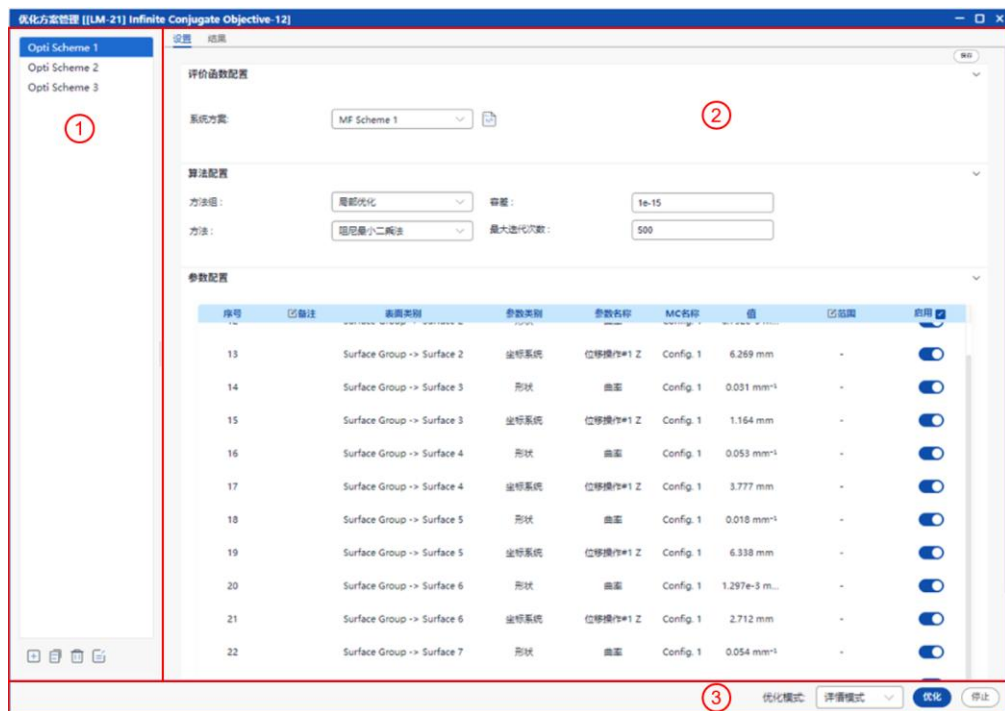 优化方案管理 [[LM-21] Infinite Conjugate Objective-12]
Opti Scheme 1
Opti Scheme 2
Opti Scheme 3
①
设置 结果
保存
评价函数配置
系统方案: MF Scheme 1
②
算法配置
方法组: 局部优化 容差: 1e-15
方法: 阻尼最小二乘法 最大迭代次数: 500
参数配置
序号 备注 表面类别 参数类别 参数名称 MC名称 值 范围 启用
13 Surface Group -> Surface 2 坐标系统 位移操作#1 Z Config. 1 6.269 mm -
14 Surface Group -> Surface 3 形状 曲率 Config. 1 0.031 mm⁻¹ -
15 Surface Group -> Surface 3 坐标系统 位移操作#1 Z Config. 1 1.164 mm -
16 Surface Group -> Surface 4 形状 曲率 Config. 1 0.053 mm⁻¹ -
17 Surface Group -> Surface 4 坐标系统 位移操作#1 Z Config. 1 3.777 mm -
18 Surface Group -> Surface 5 形状 曲率 Config. 1 0.018 mm⁻¹ -
19 Surface Group -> Surface 5 坐标系统 位移操作#1 Z Config. 1 6.338 mm -
20 Surface Group -> Surface 6 形状 曲率 Config. 1 1.297e-3 m... -
21 Surface Group -> Surface 6 坐标系统 位移操作#1 Z Config. 1 2.712 mm -
22 Surface Group -> Surface 7 形状 曲率 Config. 1 0.054 mm⁻¹ -
③ 优化模式: 详情模式 优化 停止